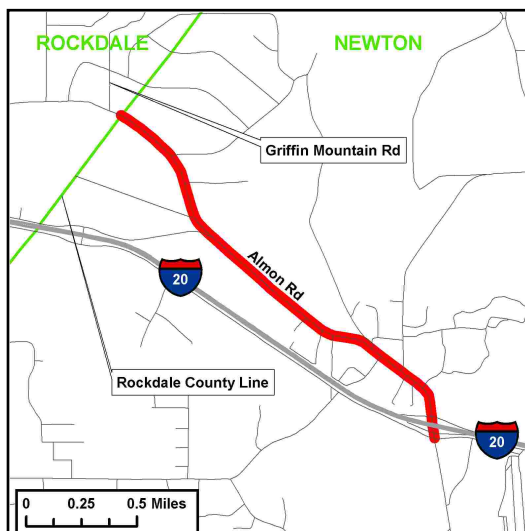 ROCKDALE
NEWTON
Griffin Mountain Rd
Almon Rd
20
Rockdale County Line
20
0 0.25 0.5 Miles